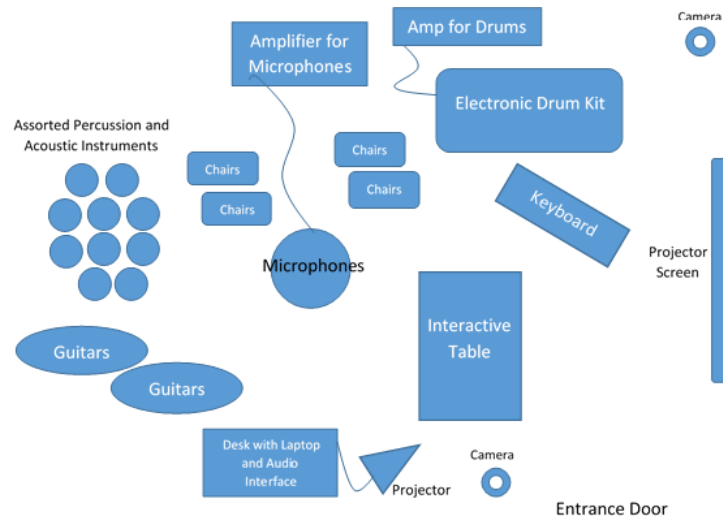 Camera
Amplifier for
Microphones
Amp for Drums
Electronic Drum Kit
Assorted Percussion and
Acoustic Instruments
Chairs
Chairs
Chairs
Chairs
Keyboard
Microphones
Projector
Screen
Interactive
Table
Guitars
Guitars
Desk with Laptop
and Audio
Interface
Projector
Camera
Entrance Door